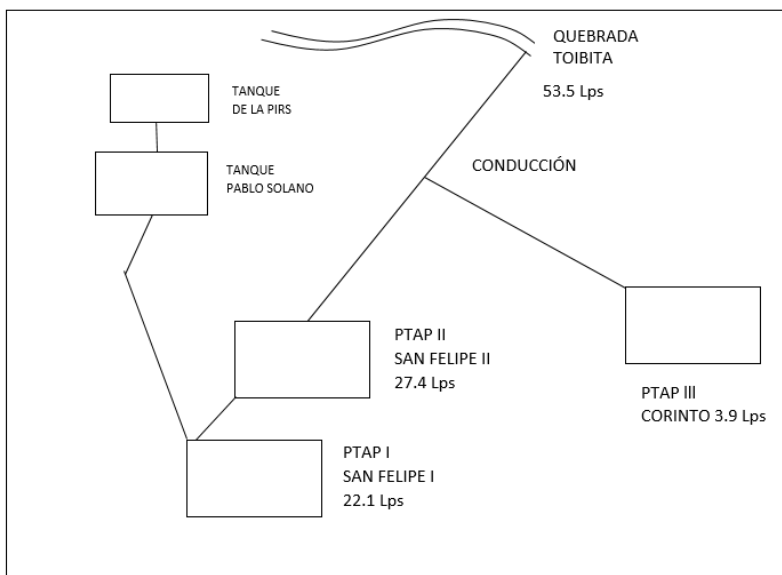 QUEBRADA
TOIBITA
53.5 Lps
TANQUE
DE LA PIRS
TANQUE
PABLO SOLANO
CONDUCCIÓN
PTAP II
SAN FELIPE II
27.4 Lps
PTAP lll
CORINTO 3.9 Lps
PTAP I
SAN FELIPE I
22.1 Lps